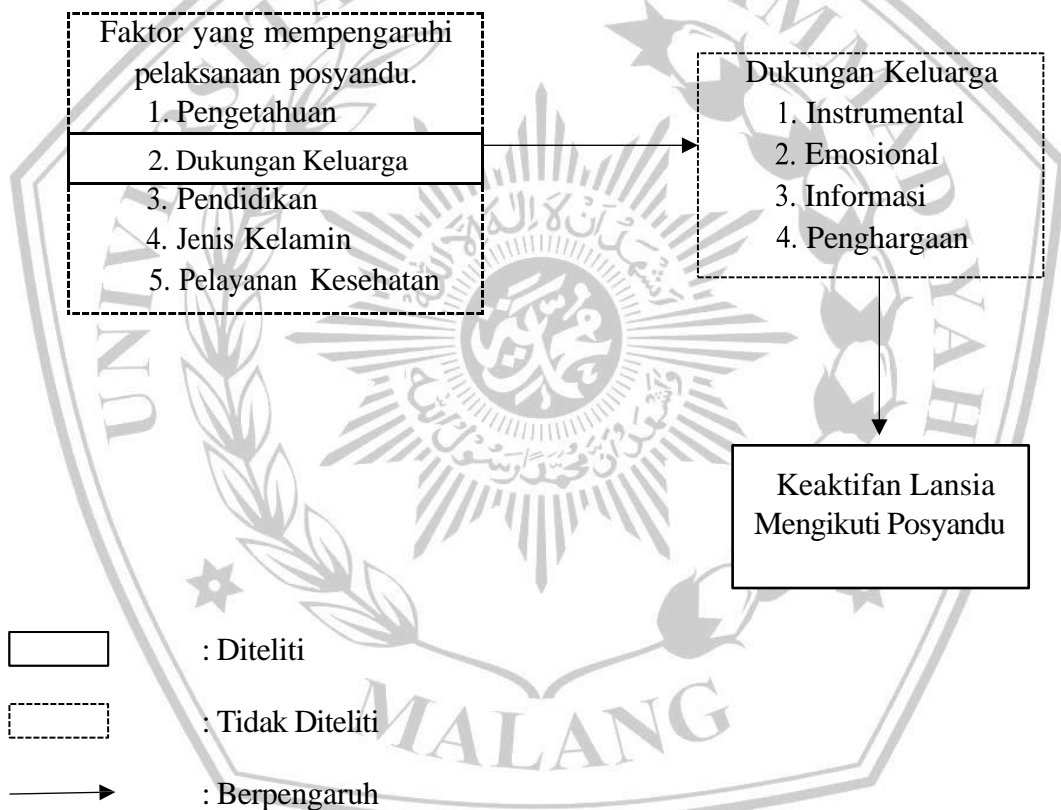 Faktor yang mempengaruhi
pelaksanaan posyandu.
1. Pengetahuan
2. Dukungan Keluarga
3. Pendidikan
4. Jenis Kelamin
5. Pelayanan Kesehatan
Dukungan Keluarga
1. Instrumental
2. Emosional
3. Informasi
4. Penghargaan
Keaktifan Lansia
Mengikuti Posyandu
: Diteliti
: Tidak Diteliti
: Berpengaruh
MALANG